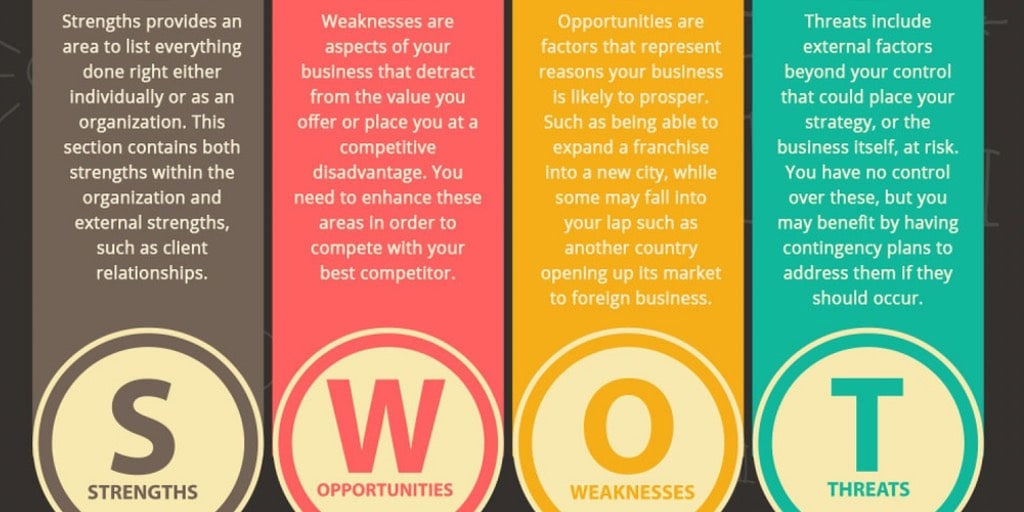 Strengths provides an
area to list everything
done right either
individually or as an
organization. This
section contains both
strengths within the
organization and
external strengths,
such as client
relationships.
S
STRENGTHS
Weaknesses are
aspects of your
business that detract
from the value you
offer or place you at a
competitive
disadvantage. You
need to enhance these
areas in order to
compete with your
best competitor.
W
OPPORTUNITIES
Opportunities are
factors that represent
reasons your business
is likely to prosper.
Such as being able to
expand a franchise
into a new city, while
some may fall into
your lap such as
another country
opening up its market
to foreign business.
O
WEAKNESSES
Threats include
external factors
beyond your control
that could place your
strategy, or the
business itself, at risk.
You have no control
over these, but you
may benefit by having
contingency plans to
address them if they
should occur.
T
THREATS